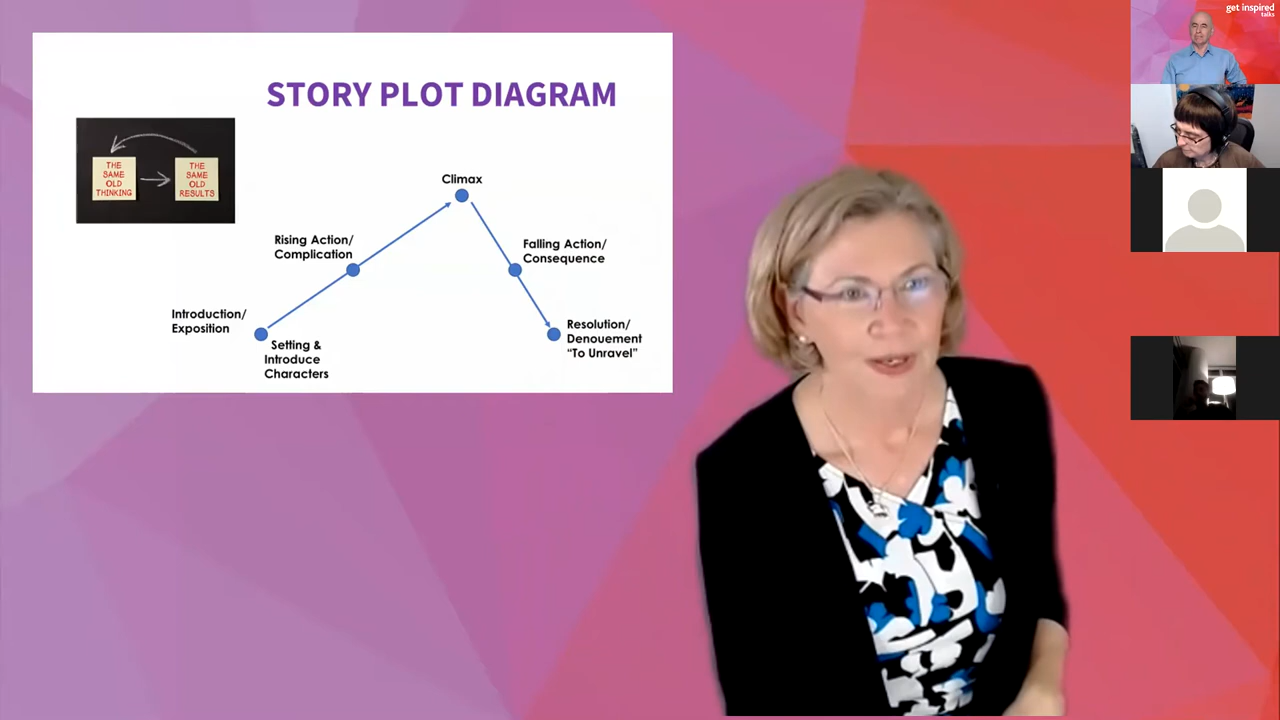 get inspired
talks
STORY PLOT DIAGRAM
THE
SAME
OLD
THINKING
THE
SAME
OLD
RESULTS
Climax
Rising Action/
Complication
Falling Action/
Consequence
Introduction/
Exposition
Setting &
Introduce
Characters
Resolution/
Denouement
“To Unravel”